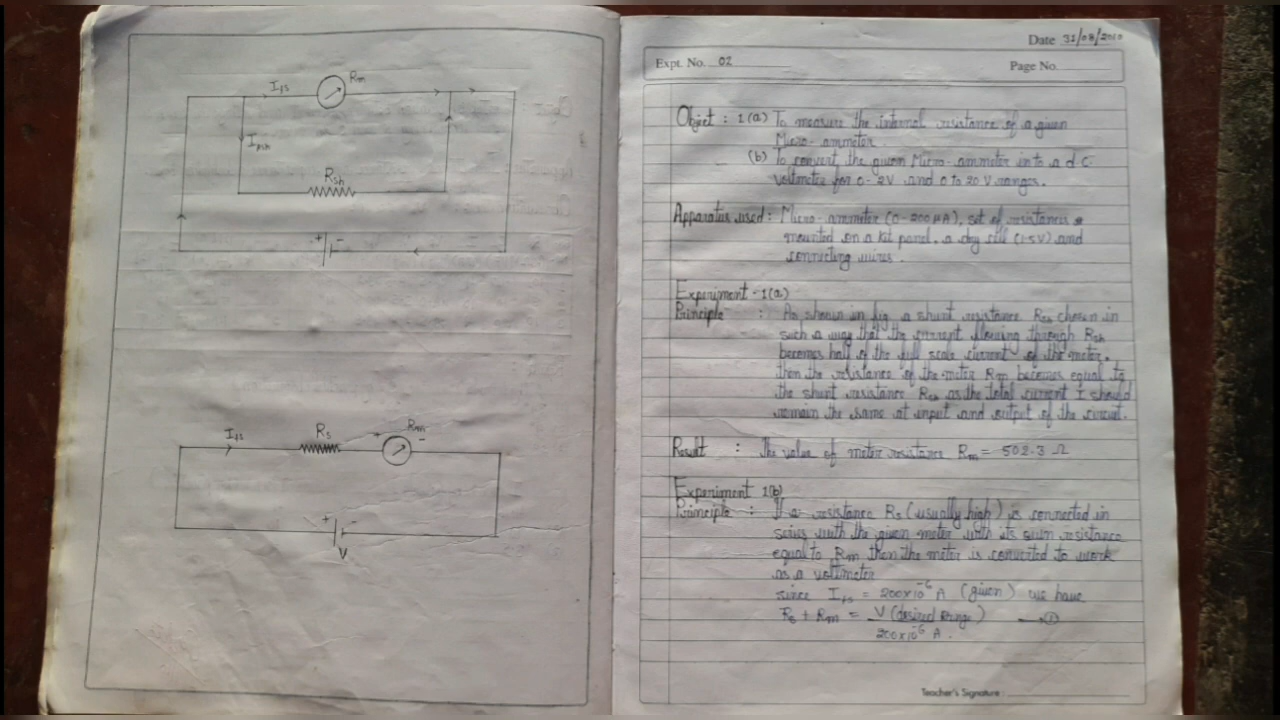 Ifs
Rm
Ipsh
Rsh
+ -
Ifs
Rs
+ Rm -
+ -
V
Date 31/08/2010
Expt. No. 02
Page No.
Object : 1(a) To measure the internal resistance of a given
Micro-ammeter.
(b) To convert the given Micro-ammeter into a d C
voltmeter for 0-2V and 0 to 20 V ranges.
Apparatus used : Micro-ammeter (0-200 µA), set of resistances
mounted on a kit panel, a dry cell (1.5V) and
connecting wires.
Experiment - 1(a)
Principle : As shown in fig a shunt resistance Rsh chosen in
such a way that the current flowing through Rsh
becomes half of the full scale current of the meter.
then the resistance of the meter Rm becomes equal to
the shunt resistance Rsh as the total current I should
remain the same at input and output of the circuit.
Result : The value of meter resistance Rm = 502.3 Ω
Experiment 1(b)
Principle : If a resistance Rs (usually high) is connected in
series with the given meter with its own resistance
equal to Rm then the meter is converted to work
as a voltmeter
since Ifs = 200x10⁻⁶ A (given) we have
Rs + Rm = V (desired Range) → ①
200x10⁻⁶ A.
Teacher's Signature :